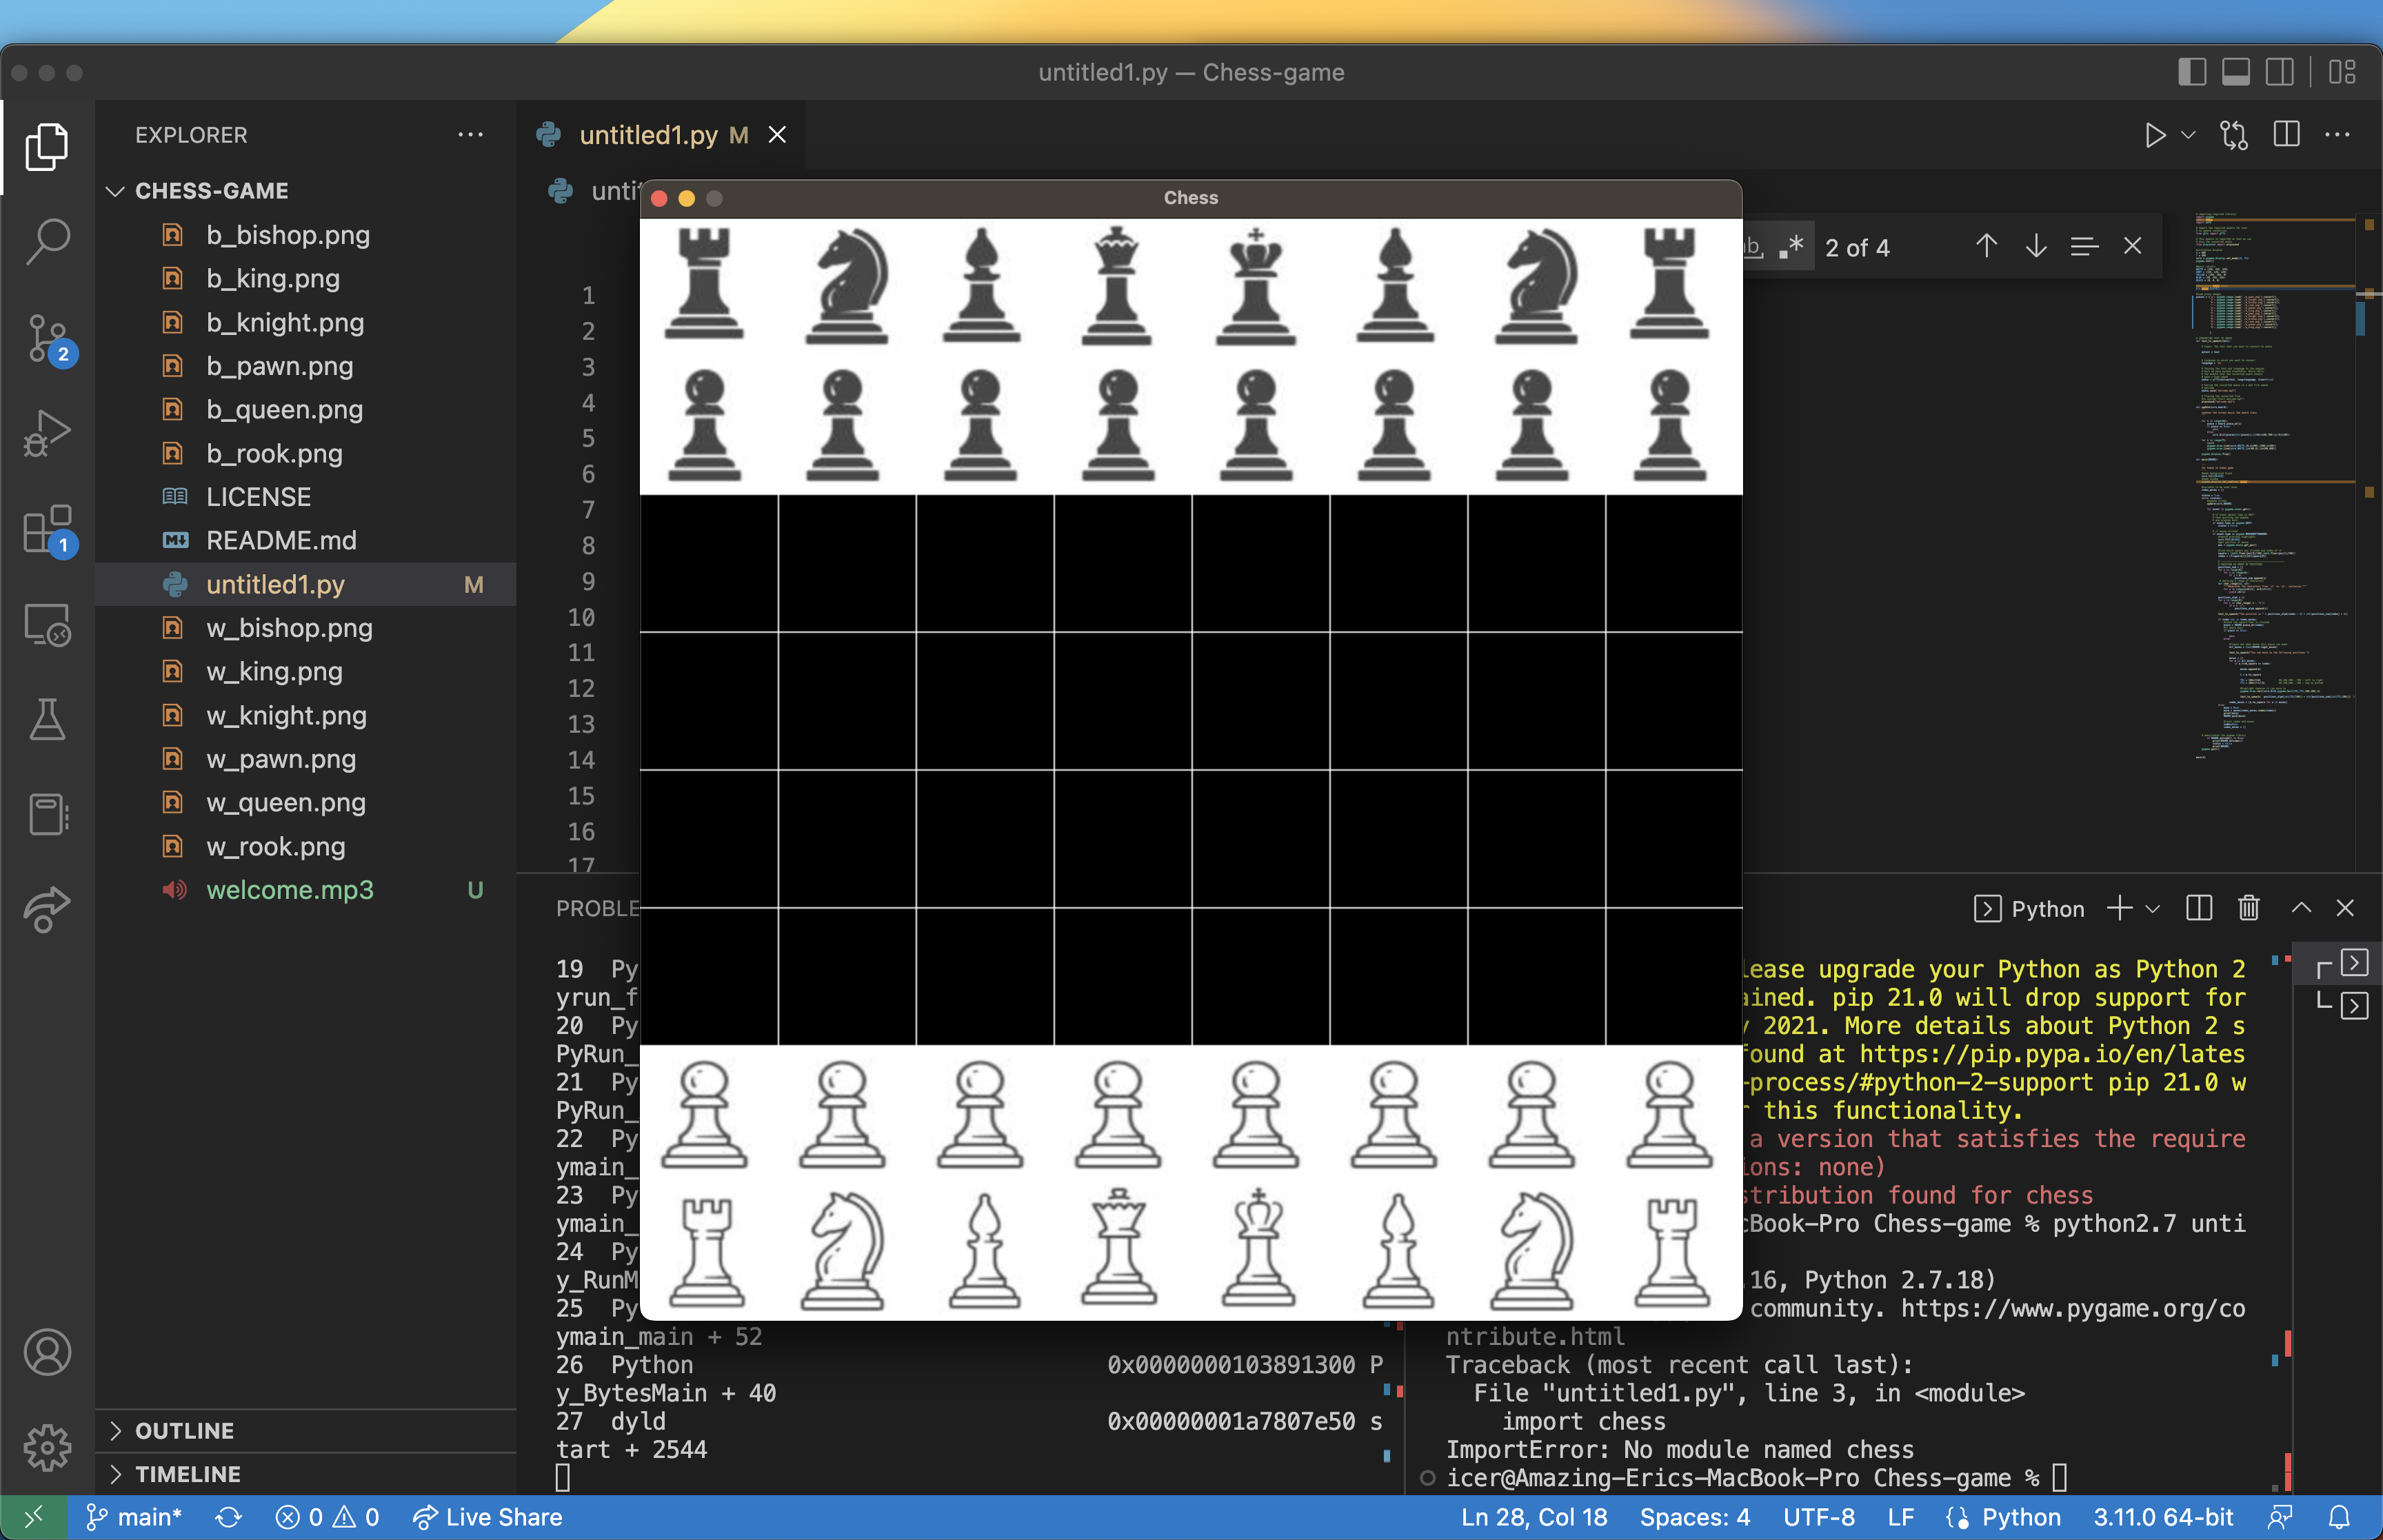 untitled1.py — Chess-game
EXPLORER
untitled1.py M
CHESS-GAME
b_bishop.png
b_king.png
b_knight.png
b_pawn.png
b_queen.png
b_rook.png
LICENSE
README.md
untitled1.py M
w_bishop.png
w_king.png
w_knight.png
w_pawn.png
w_queen.png
w_rook.png
welcome.mp3 U
OUTLINE
TIMELINE
Chess
2 of 4
1
2
3
4
5
6
7
8
9
10
11
12
13
14
15
16
17
Python
19 Py
yrun_f
20 Py
PyRun_
21 Py
PyRun_
22 Py
ymain_
23 Py
ymain_
24 Py
y_RunM
25 Py
ymain_main + 52
26 Python 0x0000000103891300 P
y_BytesMain + 40
27 dyld 0x00000001a7807e50 s
tart + 2544
lease upgrade your Python as Python 2
ained. pip 21.0 will drop support for
y 2021. More details about Python 2 s
found at https://pip.pypa.io/en/lates
-process/#python-2-support pip 21.0 w
r this functionality.
a version that satisfies the require
ions: none)
stribution found for chess
cBook-Pro Chess-game % python2.7 unti
.16, Python 2.7.18)
community. https://www.pygame.org/co
ntribute.html
Traceback (most recent call last):
File "untitled1.py", line 3, in <module>
import chess
ImportError: No module named chess
icer@Amazing-Erics-MacBook-Pro Chess-game %
2
1
main* 0 0 Live Share
Ln 28, Col 18 Spaces: 4 UTF-8 LF Python 3.11.0 64-bit